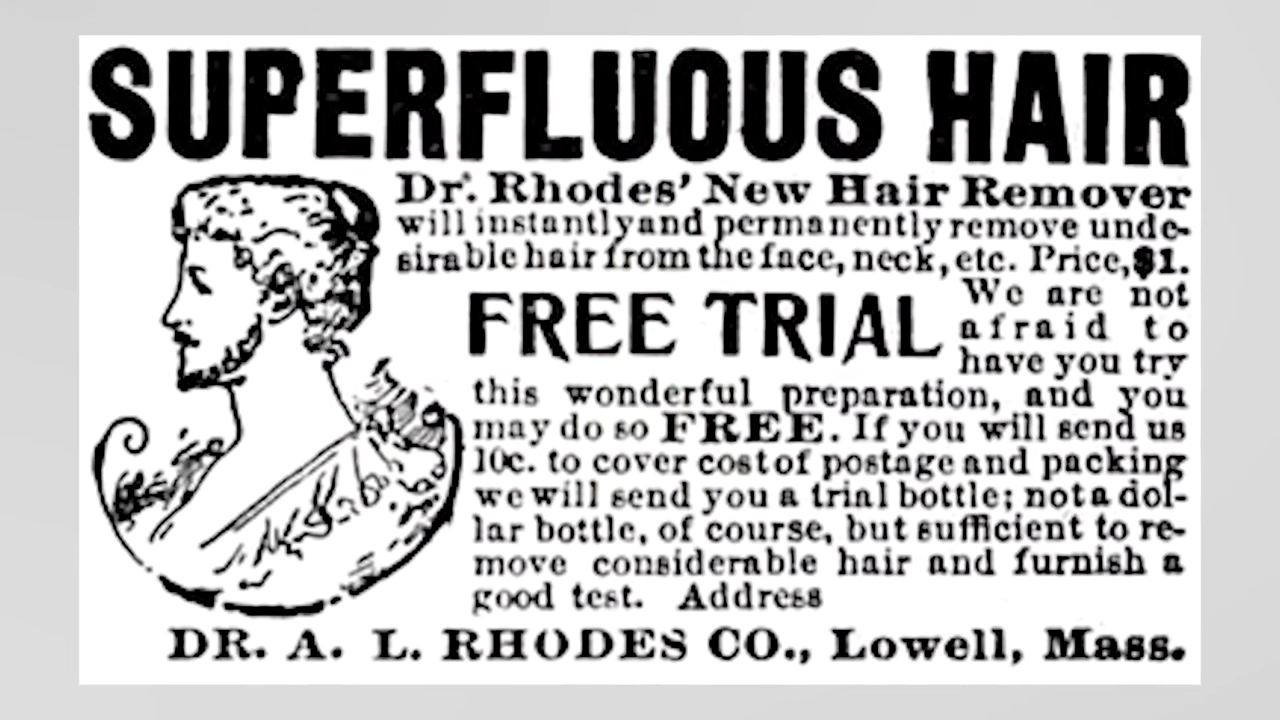 SUPERFLUOUS HAIR
Dr. Rhodes' New Hair Remover
will instantly and permanently remove unde-
sirable hair from the face, neck, etc. Price, $1.
FREE TRIAL
We are not
afraid to
have you try
this wonderful preparation, and you
may do so FREE. If you will send us
10c. to cover cost of postage and packing
we will send you a trial bottle; not a dol-
lar bottle, of course, but sufficient to re-
move considerable hair and furnish a
good test. Address
DR. A. L. RHODES CO., Lowell, Mass.